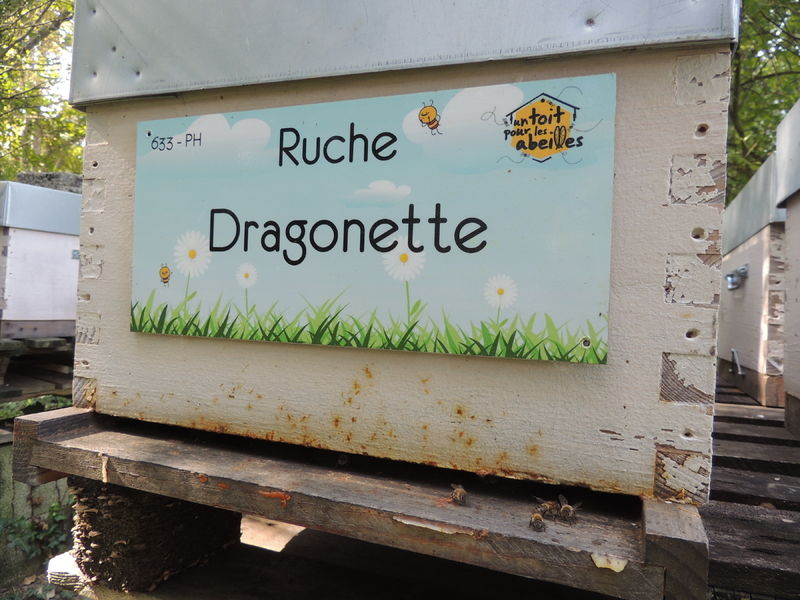 633 - PH
Ruche
Dragonette
un toit
pour les
abeilles